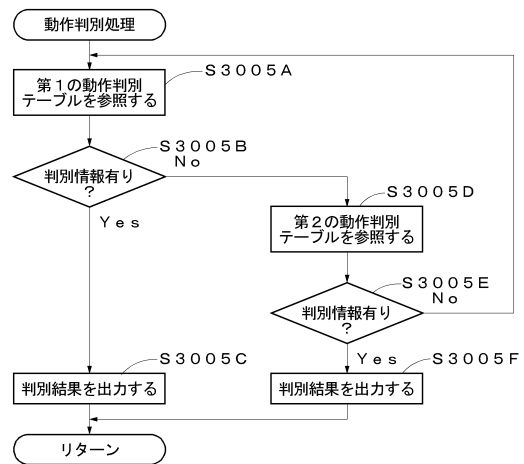 動作判別処理
第1の動作判別
テーブルを参照する
S3005A
判別情報有り
?
S3005B
No
Yes
第2の動作判別
テーブルを参照する
S3005D
判別情報有り
?
S3005E
No
Yes
判別結果を出力する
S3005C
判別結果を出力する
S3005F
リターン